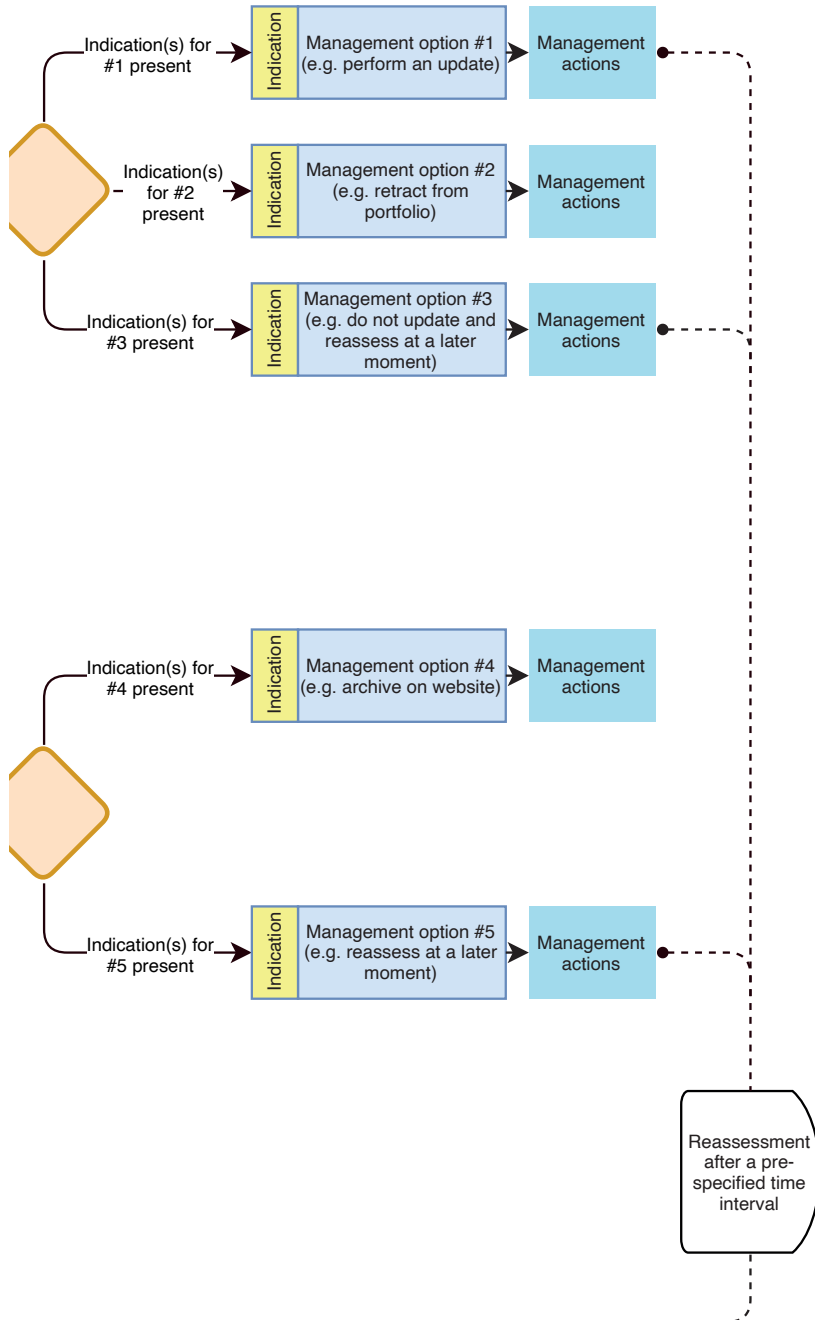 Indication(s) for
#1 present
Indication
Management option #1
(e.g. perform an update)
Management
actions
Indication(s)
for #2
present
Indication
Management option #2
(e.g. retract from
portfolio)
Management
actions
Indication(s) for
#3 present
Indication
Management option #3
(e.g. do not update and
reassess at a later
moment)
Management
actions
Indication(s) for
#4 present
Indication
Management option #4
(e.g. archive on website)
Management
actions
Indication(s) for
#5 present
Indication
Management option #5
(e.g. reassess at a later
moment)
Management
actions
Reassessment
after a pre-
specified time
interval